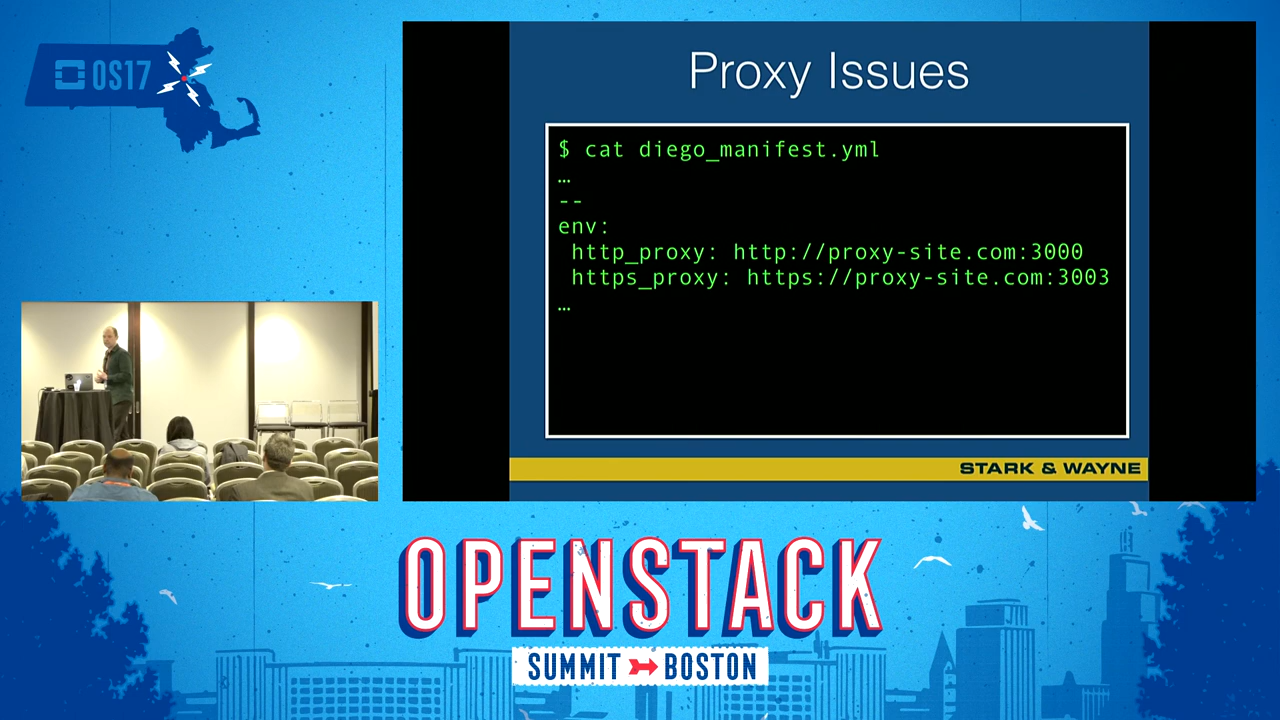 OS17
Proxy Issues
$ cat diego_manifest.yml
…
--
env:
http_proxy: http://proxy-site.com:3000
https_proxy: https://proxy-site.com:3003
…
STARK & WAYNE
OPENSTACK
SUMMIT BOSTON